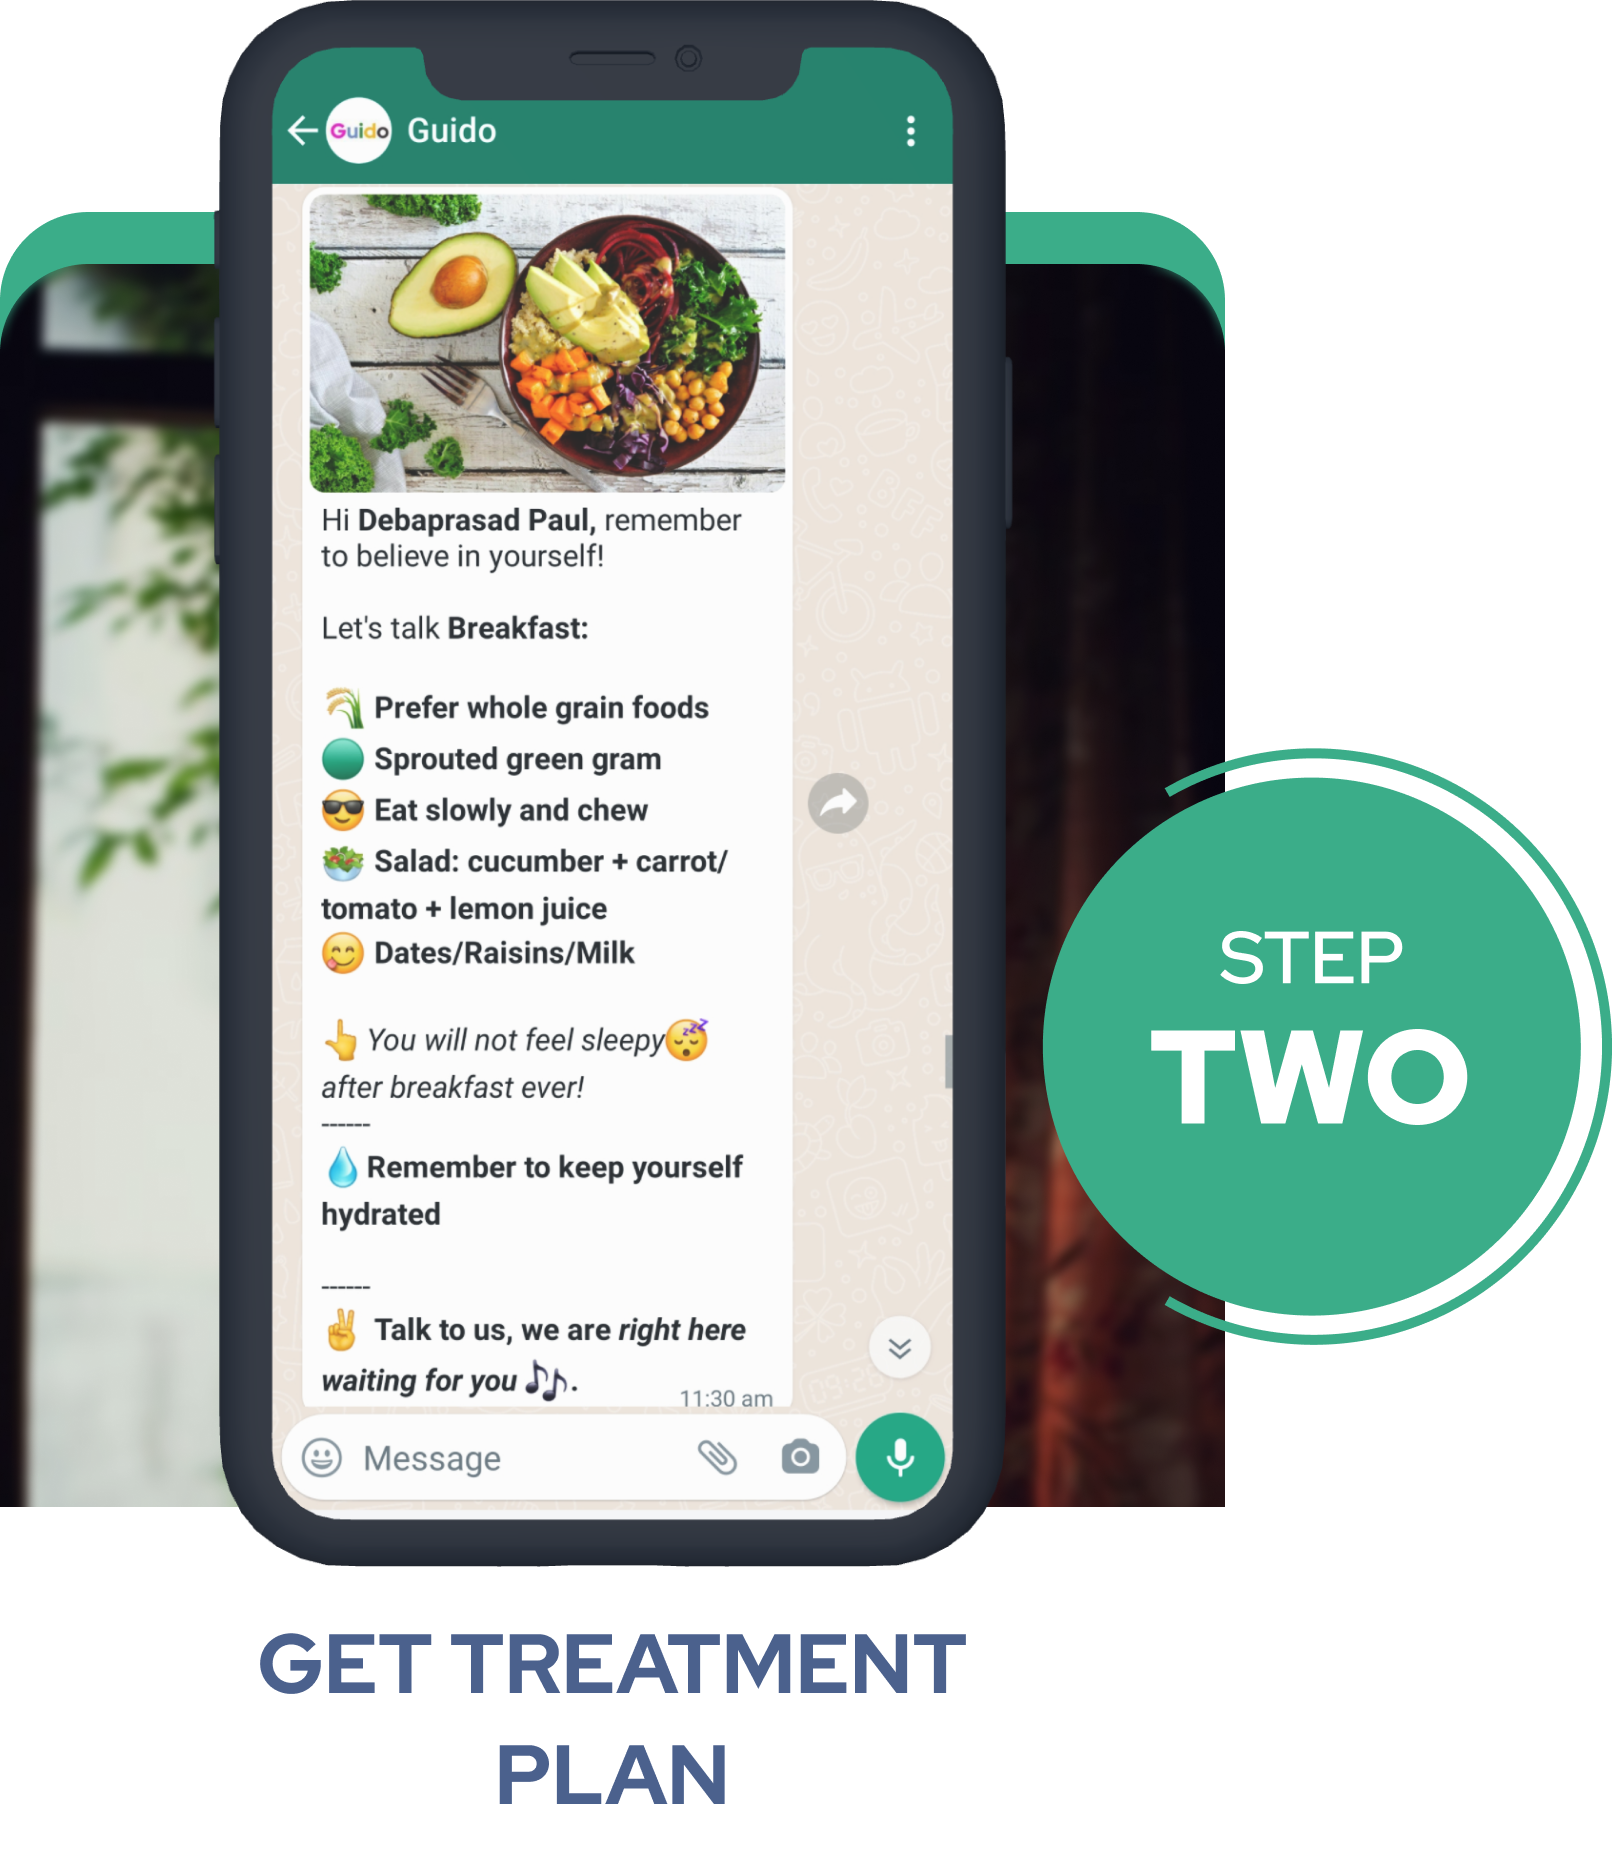 Guido Guido
Hi Debaprasad Paul, remember
to believe in yourself!
Let's talk Breakfast:
🌾 Prefer whole grain foods
🟢 Sprouted green gram
😎 Eat slowly and chew
🥗 Salad: cucumber + carrot/
tomato + lemon juice
😋 Dates/Raisins/Milk
👆 You will not feel sleepy😴
after breakfast ever!
------
💧 Remember to keep yourself
hydrated
------
✌ Talk to us, we are right here
waiting for you 🎶.
11:30 am
Message
STEP
TWO
GET TREATMENT
PLAN